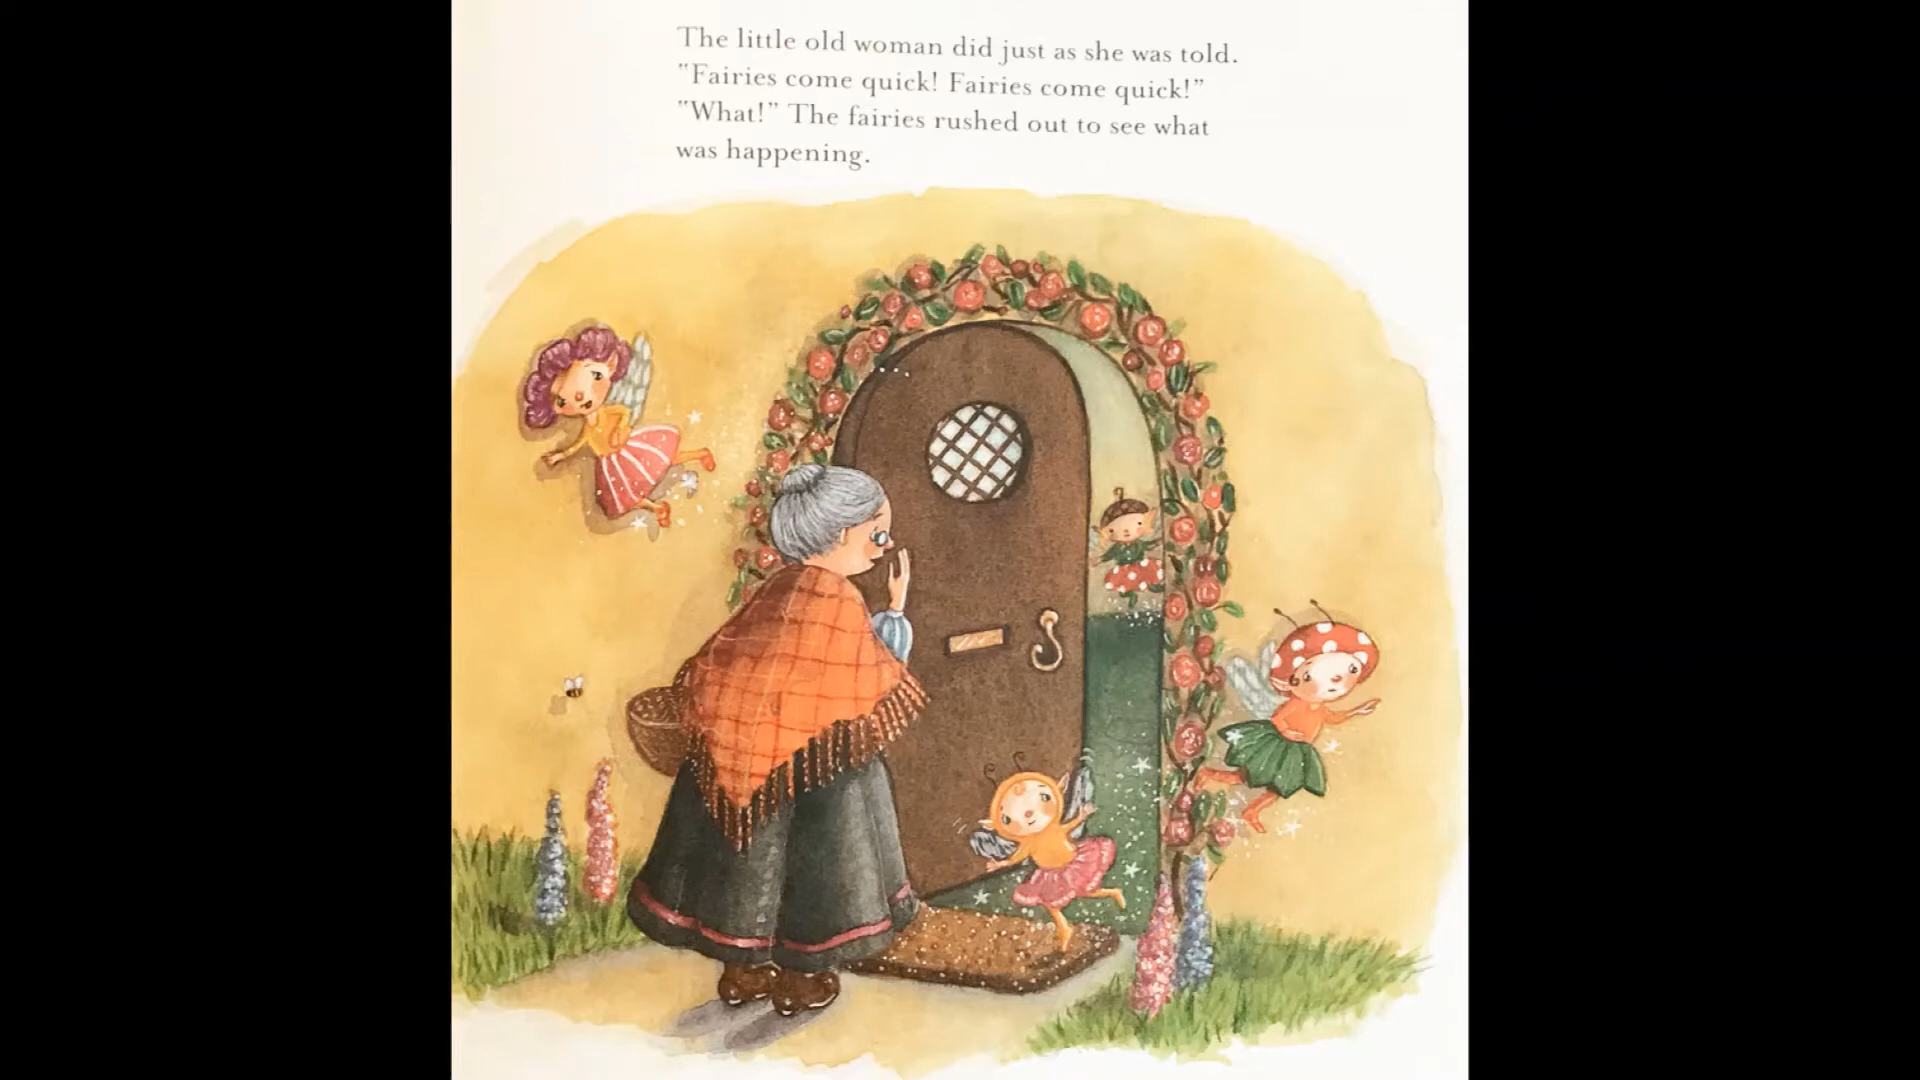 The little old woman did just as she was told.
"Fairies come quick! Fairies come quick!”
"What!” The fairies rushed out to see what
was happening.